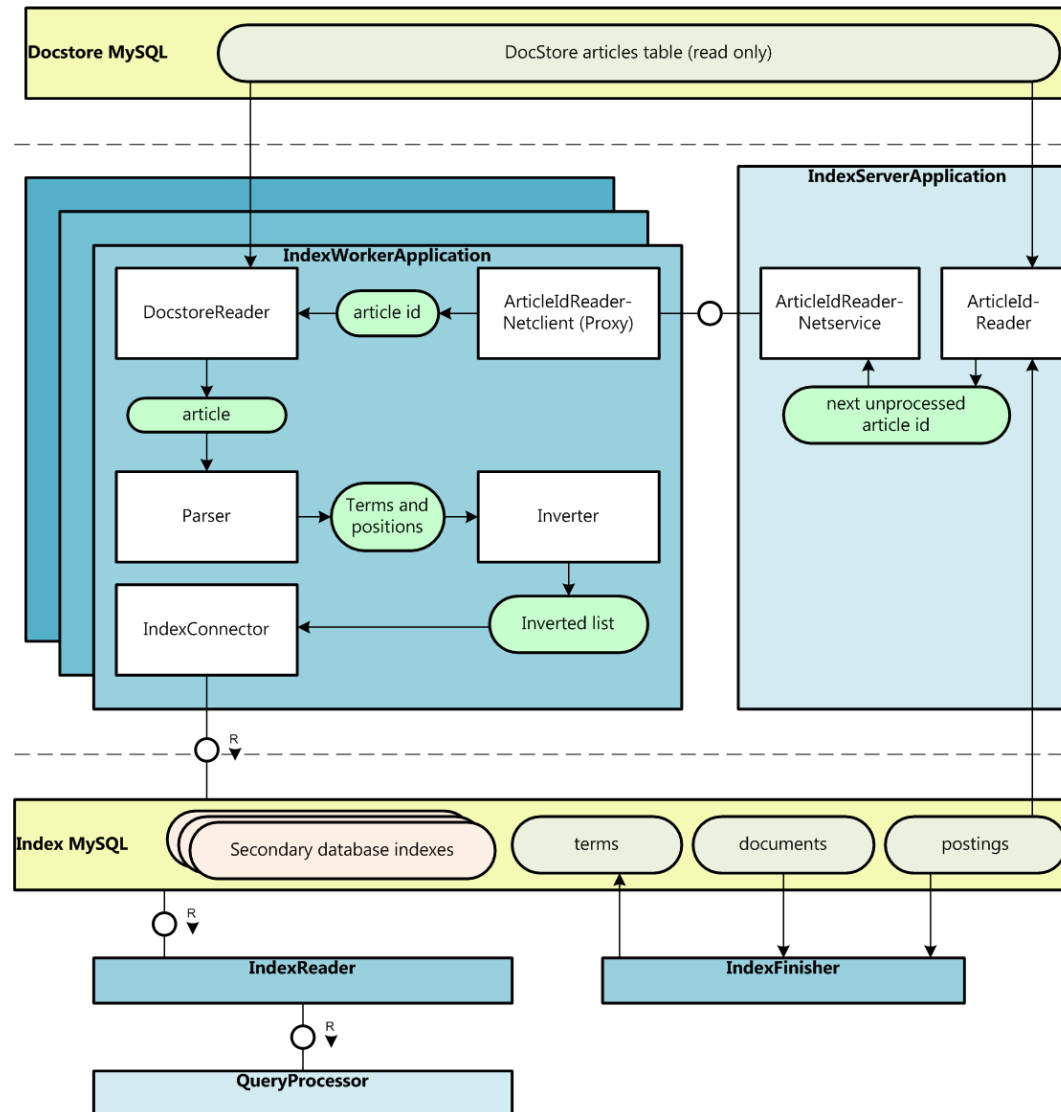 Docstore MySQL
DocStore articles table (read only)
IndexServerApplication
IndexWorkerApplication
DocstoreReader
article id
ArticleIdReader-
Netclient (Proxy)
ArticleIdReader-
Netservice
ArticleId-
Reader
article
next unprocessed
article id
Parser
Terms and
positions
Inverter
IndexConnector
Inverted list
R
Index MySQL
Secondary database indexes
terms
documents
postings
R
IndexReader
IndexFinisher
R
QueryProcessor